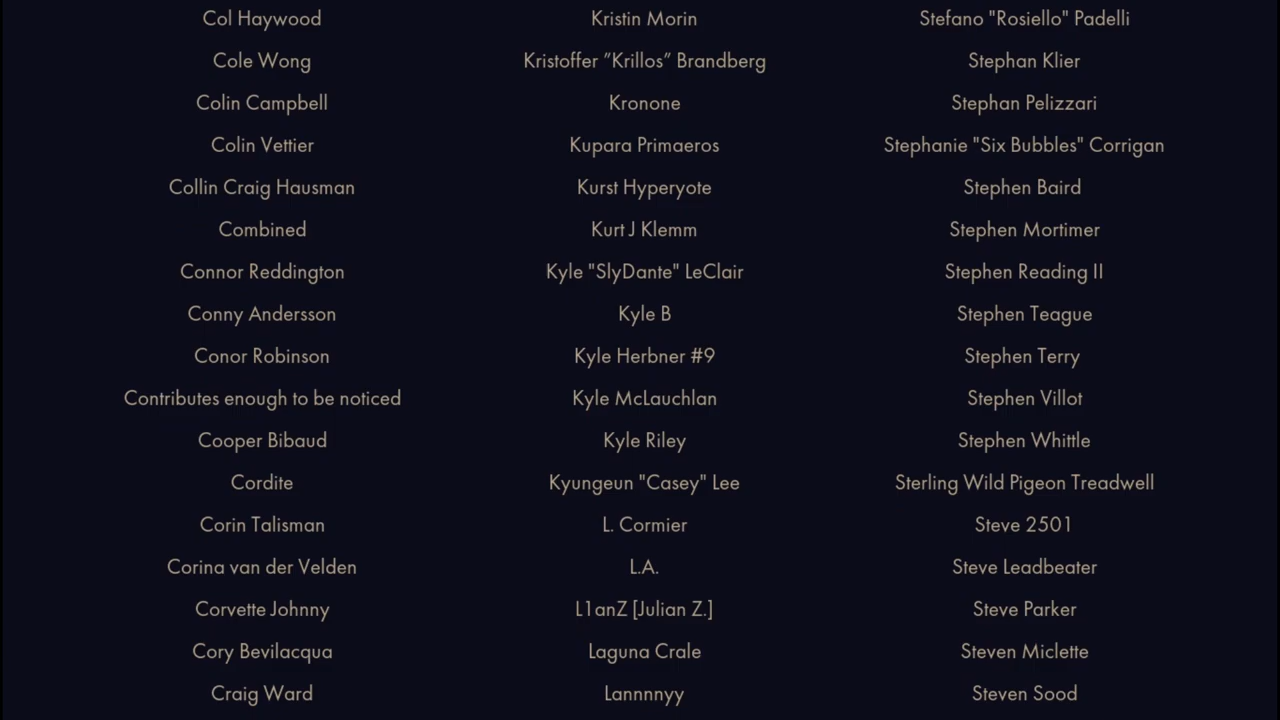 Col Haywood
Cole Wong
Colin Campbell
Colin Vettier
Collin Craig Hausman
Combined
Connor Reddington
Conny Andersson
Conor Robinson
Contributes enough to be noticed
Cooper Bibaud
Cordite
Corin Talisman
Corina van der Velden
Corvette Johnny
Cory Bevilacqua
Craig Ward
Kristin Morin
Kristoffer ”Krillos” Brandberg
Kronone
Kupara Primaeros
Kurst Hyperyote
Kurt J Klemm
Kyle "SlyDante" LeClair
Kyle B
Kyle Herbner #9
Kyle McLauchlan
Kyle Riley
Kyungeun "Casey" Lee
L. Cormier
L.A.
L1anZ [Julian Z.]
Laguna Crale
Lannnnyy
Stefano "Rosiello" Padelli
Stephan Klier
Stephan Pelizzari
Stephanie "Six Bubbles" Corrigan
Stephen Baird
Stephen Mortimer
Stephen Reading II
Stephen Teague
Stephen Terry
Stephen Villot
Stephen Whittle
Sterling Wild Pigeon Treadwell
Steve 2501
Steve Leadbeater
Steve Parker
Steven Miclette
Steven Sood